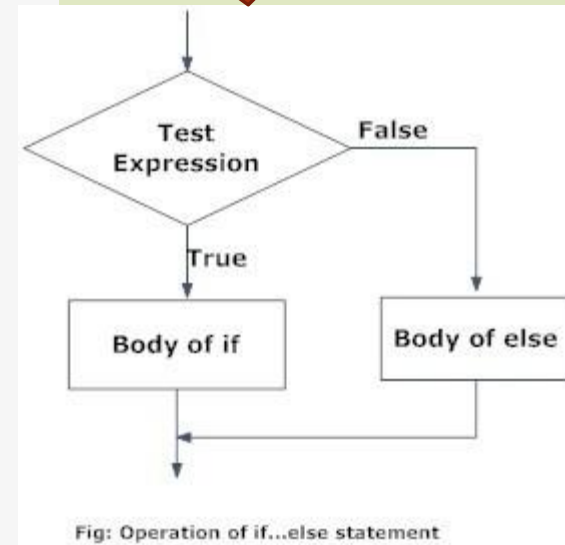 Test
Expression
False
True
Body of if
Body of else
Fig: Operation of if...else statement